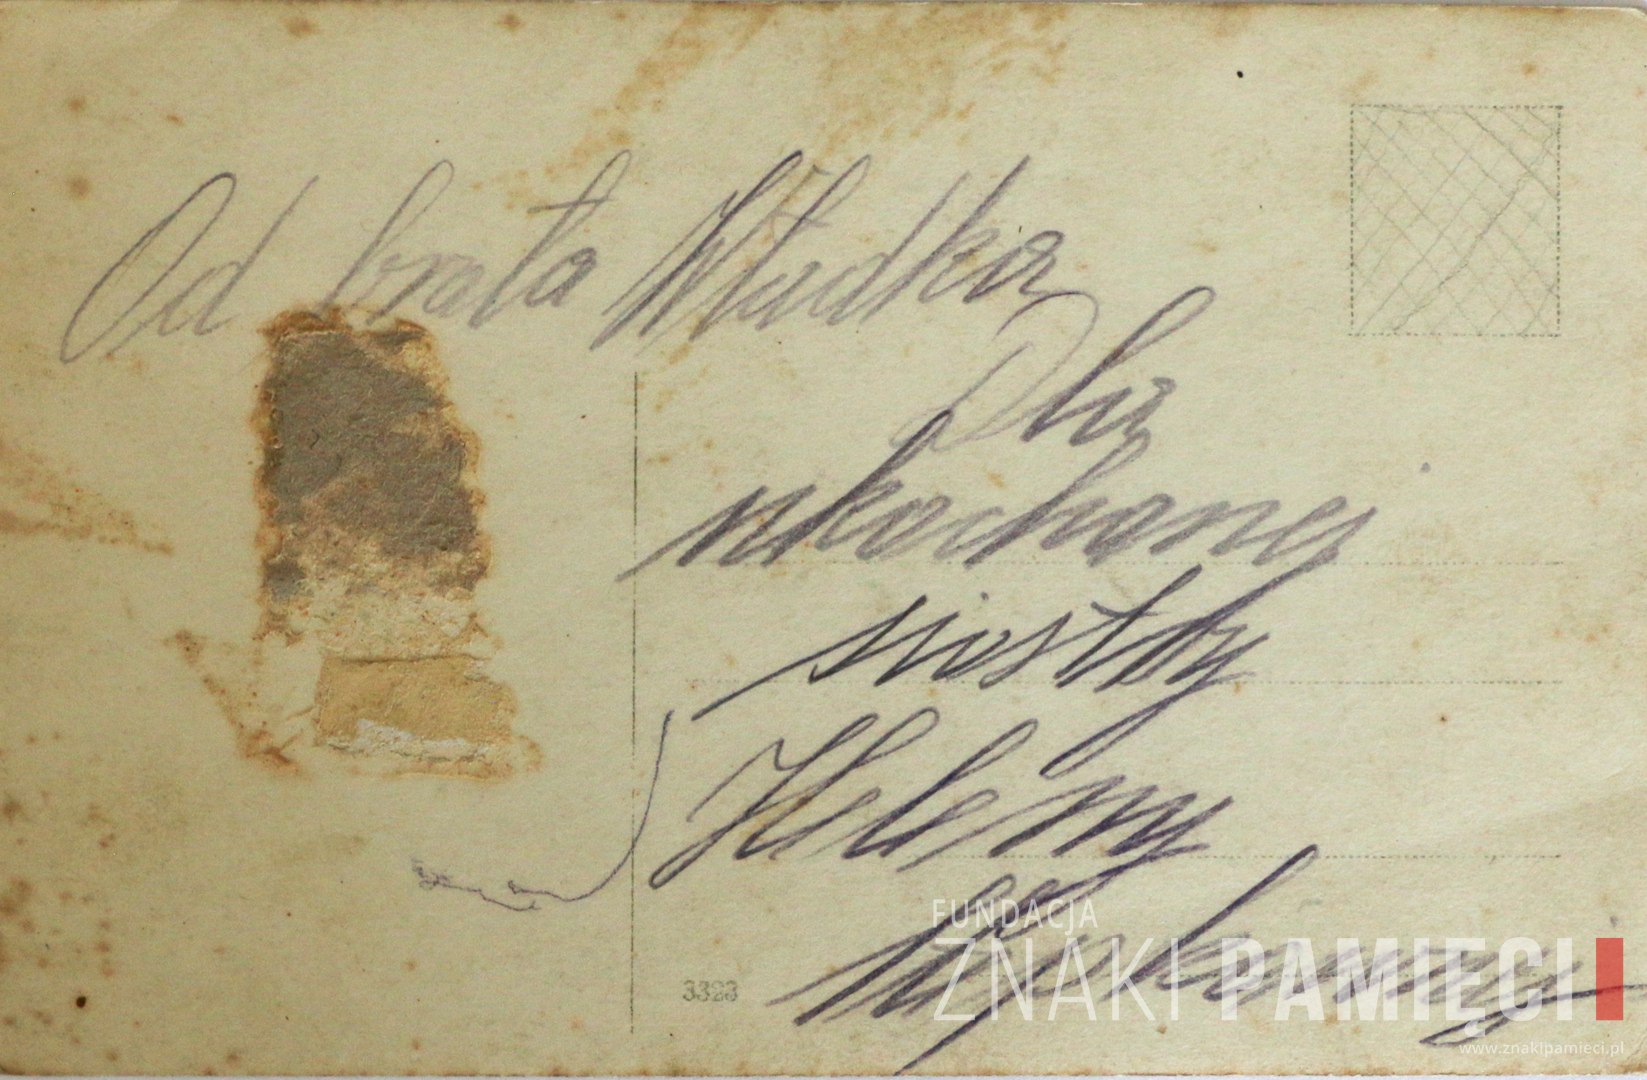 Od brata Władka
Dla
ukochanej
siostry
Heleny
3323
FUNDACJA
ZNAKI PAMIĘCI
www.znakipamieci.pl